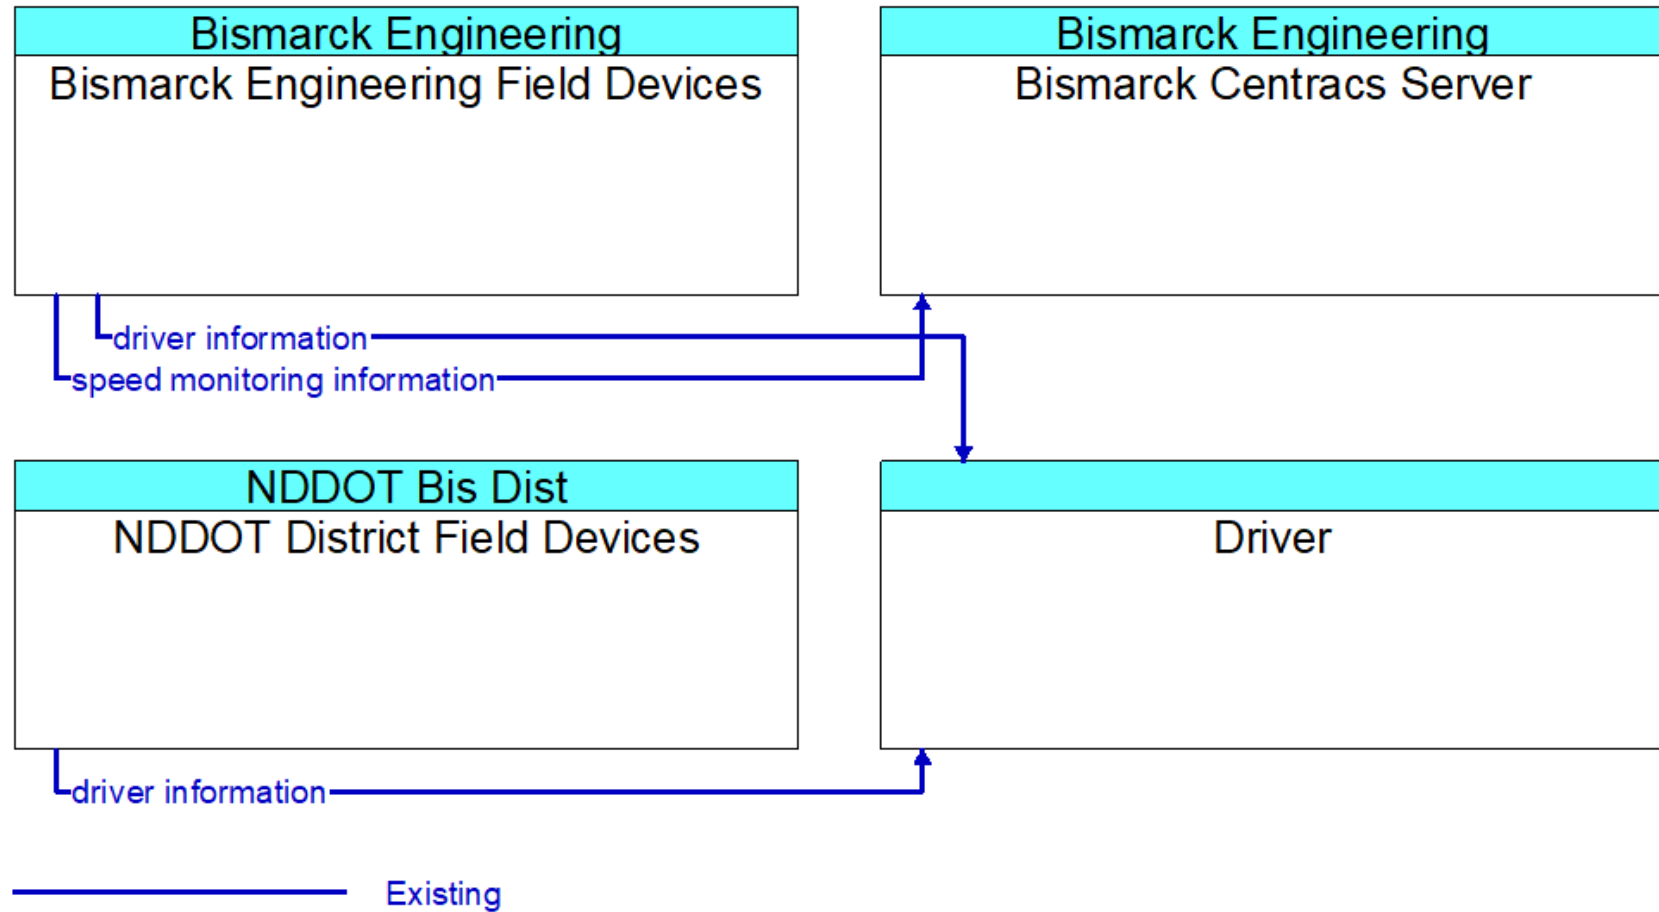 Bismarck Engineering
Bismarck Engineering Field Devices
Bismarck Engineering
Bismarck Centracs Server
driver information
speed monitoring information
NDDOT Bis Dist
NDDOT District Field Devices
Driver
driver information
Existing